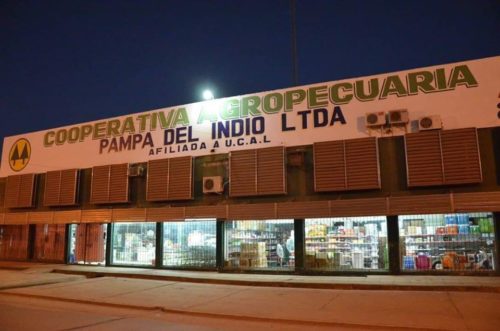 COOPERATIVA AGROPECUARIA
PAMPA DEL INDIO LTDA
AFILIADA A U.C.A.L